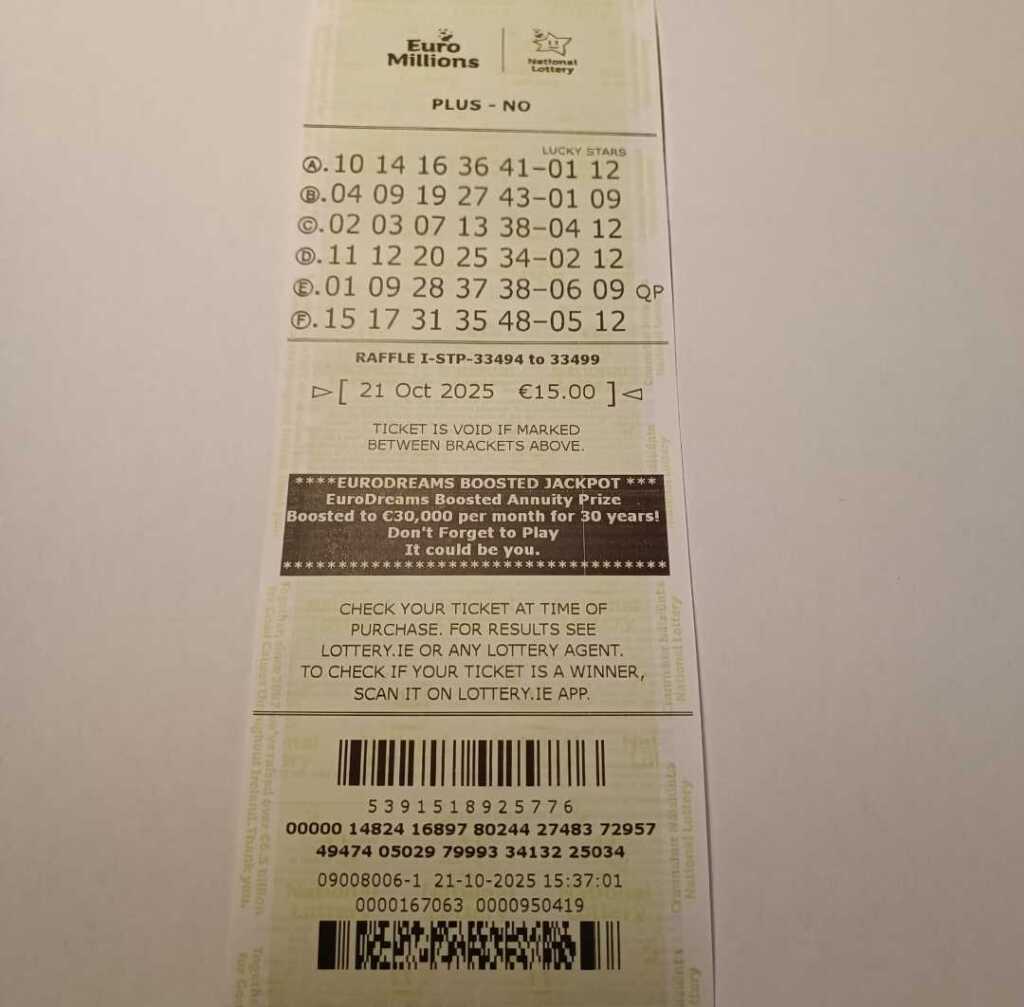 Euro
Millions
National
Lottery
PLUS - NO
LUCKY STARS
Ⓐ.10 14 16 36 41–01 12
Ⓑ.04 09 19 27 43–01 09
Ⓒ.02 03 07 13 38–04 12
Ⓓ.11 12 20 25 34–02 12
Ⓔ.01 09 28 37 38–06 09 QP
Ⓕ.15 17 31 35 48–05 12
RAFFLE I-STP-33494 to 33499
▻[ 21 Oct 2025 €15.00 ]◅
TICKET IS VOID IF MARKED
BETWEEN BRACKETS ABOVE.
****EURODREAMS BOOSTED JACKPOT ***
EuroDreams Boosted Annuity Prize
Boosted to €30,000 per month for 30 years!
Don't Forget to Play
It could be you.
**********************************
CHECK YOUR TICKET AT TIME OF
PURCHASE. FOR RESULTS SEE
LOTTERY.IE OR ANY LOTTERY AGENT.
TO CHECK IF YOUR TICKET IS A WINNER,
SCAN IT ON LOTTERY.IE APP.
5391518925776
00000 14824 16897 80244 27483 72957
49474 05029 79993 34132 25034
09008006-1 21-10-2025 15:37:01
0000167063 0000950419
National Lottery